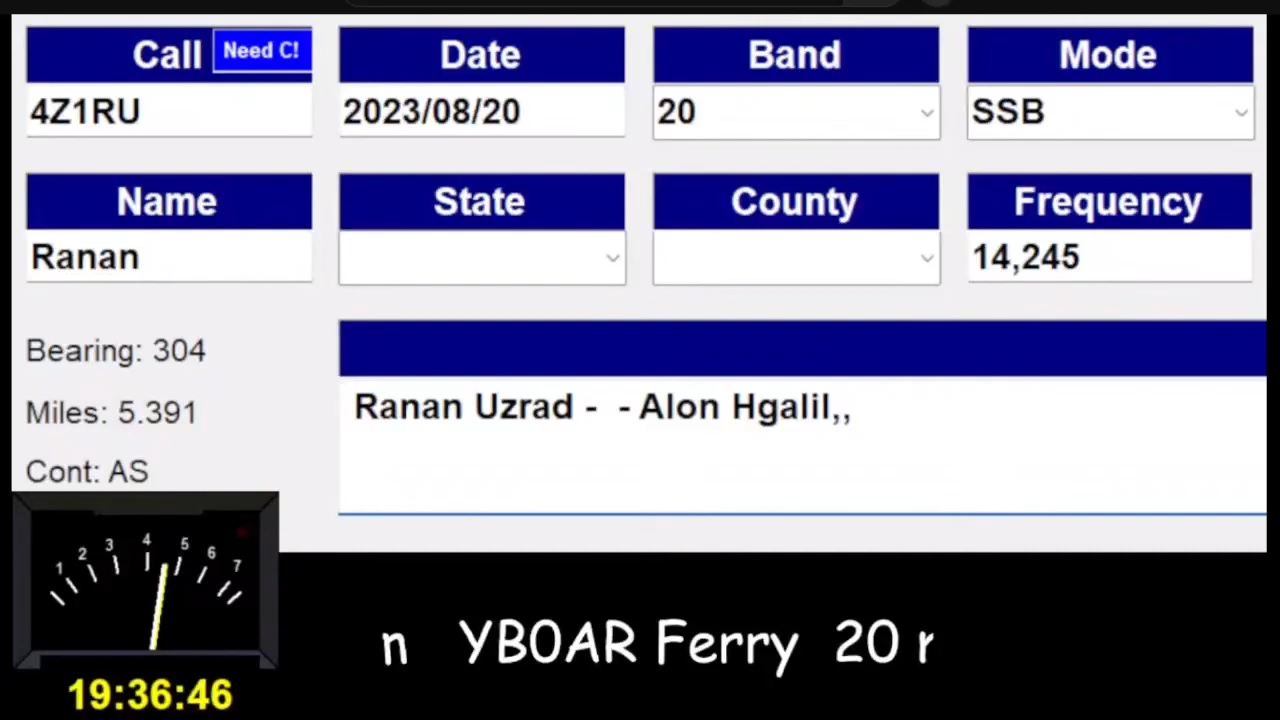 Call Need C! Date Band Mode
4Z1RU 2023/08/20 20 SSB
Name State County Frequency
Ranan 14,245
Bearing: 304
Miles: 5.391
Cont: AS
Ranan Uzrad -  - Alon Hgalil,,
1 2 3 4 5 6 7
n YB0AR Ferry 20 r
19:36:46